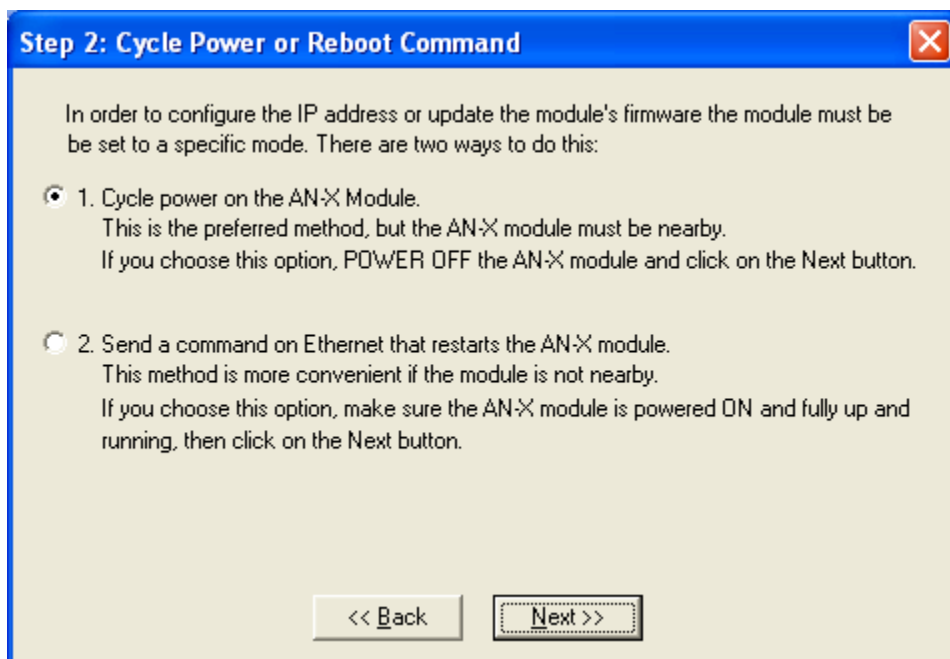 Step 2: Cycle Power or Reboot Command
In order to configure the IP address or update the module's firmware the module must be
be set to a specific mode. There are two ways to do this:
1. Cycle power on the AN-X Module.
This is the preferred method, but the AN-X module must be nearby.
If you choose this option, POWER OFF the AN-X module and click on the Next button.
2. Send a command on Ethernet that restarts the AN-X module.
This method is more convenient if the module is not nearby.
If you choose this option, make sure the AN-X module is powered ON and fully up and
running, then click on the Next button.
<< Back
Next >>